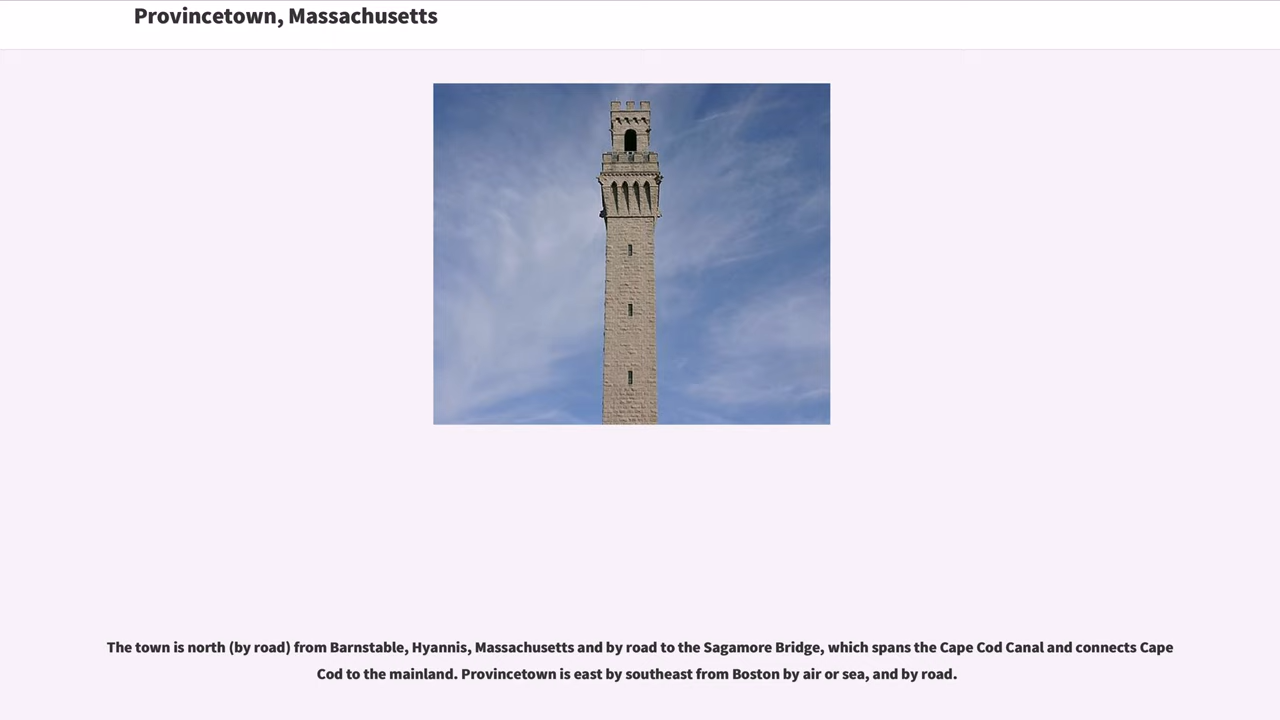 Provincetown, Massachusetts
The town is north (by road) from Barnstable, Hyannis, Massachusetts and by road to the Sagamore Bridge, which spans the Cape Cod Canal and connects Cape
Cod to the mainland. Provincetown is east by southeast from Boston by air or sea, and by road.